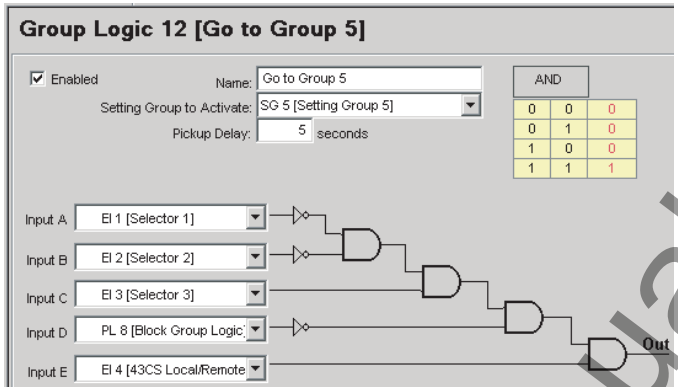 Group Logic 12 [Go to Group 5]
Enabled
Name: Go to Group 5
Setting Group to Activate: SG 5 [Setting Group 5]
Pickup Delay: 5 seconds
AND
0 0 0
0 1 0
1 0 0
1 1 1
Input A EI 1 [Selector 1]
Input B EI 2 [Selector 2]
Input C EI 3 [Selector 3]
Input D PL 8 [Block Group Logic]
Input E EI 4 [43CS Local/Remote
Out